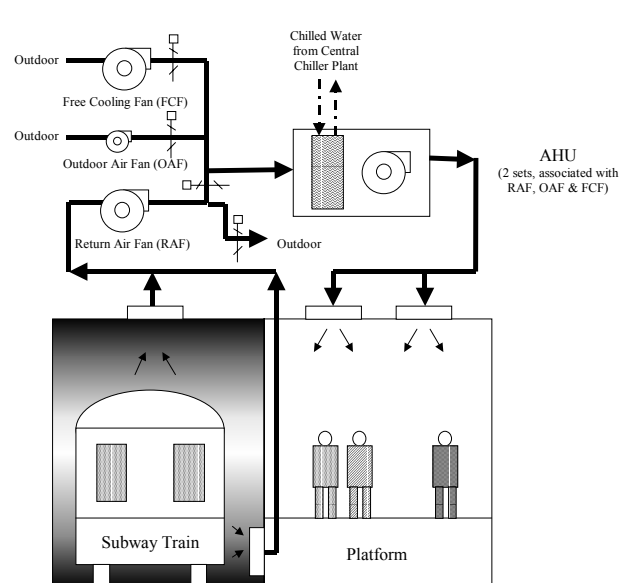 Outdoor
Free Cooling Fan (FCF)
Outdoor
Outdoor Air Fan (OAF)
Return Air Fan (RAF)
Outdoor
Chilled Water
from Central
Chiller Plant
AHU
(2 sets, associated with
RAF, OAF & FCF)
Subway Train
Platform